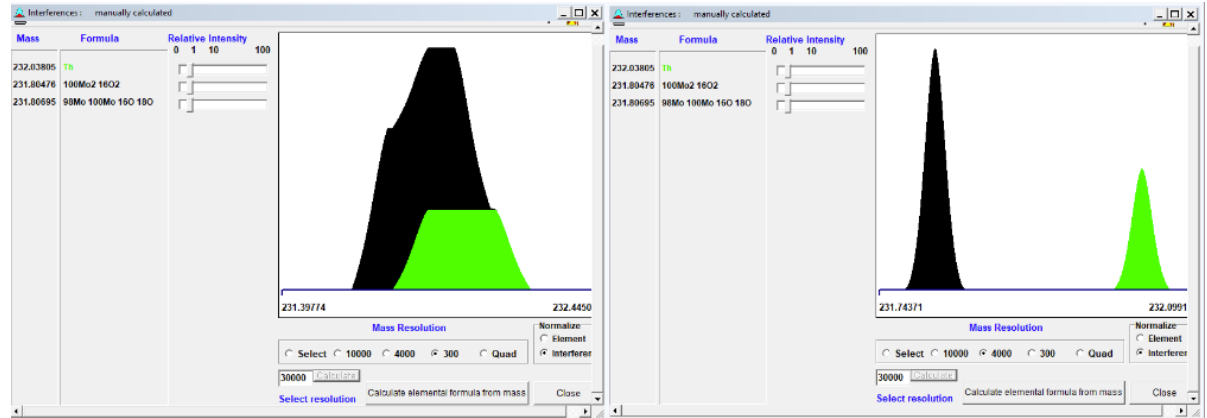 Interferences : manually calculated
Mass Formula Relative Intensity
0 1 10 100
232.03805 Th
231.80476 100Mo2 16O2
231.80695 98Mo 100Mo 16O 18O
231.39774 232.4450
Mass Resolution
Normalize
Element
Interferer
Select 10000 4000 300 Quad
30000 Calculate
Select resolution
Calculate elemental formula from mass
Close
Interferences : manually calculated
Mass Formula Relative Intensity
0 1 10 100
232.03805 Th
231.80476 100Mo2 16O2
231.80695 98Mo 100Mo 16O 18O
231.74371 232.0991
Mass Resolution
Normalize
Element
Interferer
Select 10000 4000 300 Quad
30000 Calculate
Select resolution
Calculate elemental formula from mass
Close